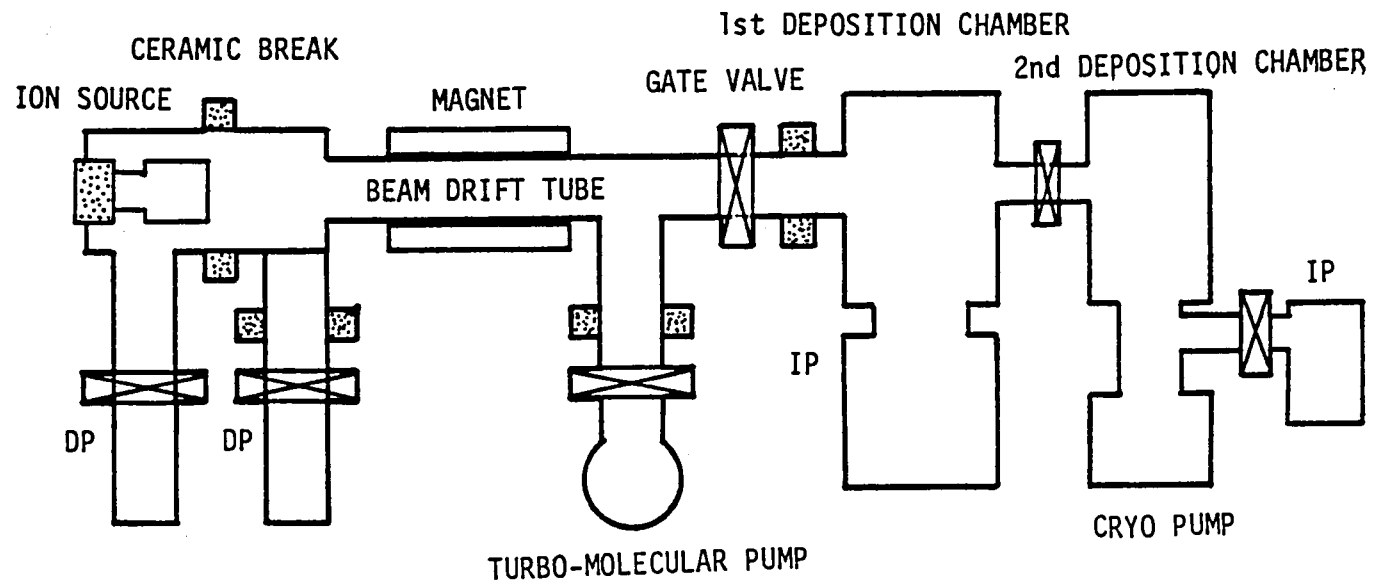 1st DEPOSITION CHAMBER
CERAMIC BREAK
2nd DEPOSITION CHAMBER
GATE VALVE
ION SOURCE
MAGNET
BEAM DRIFT TUBE
IP
IP
DP
DP
CRYO PUMP
TURBO-MOLECULAR PUMP